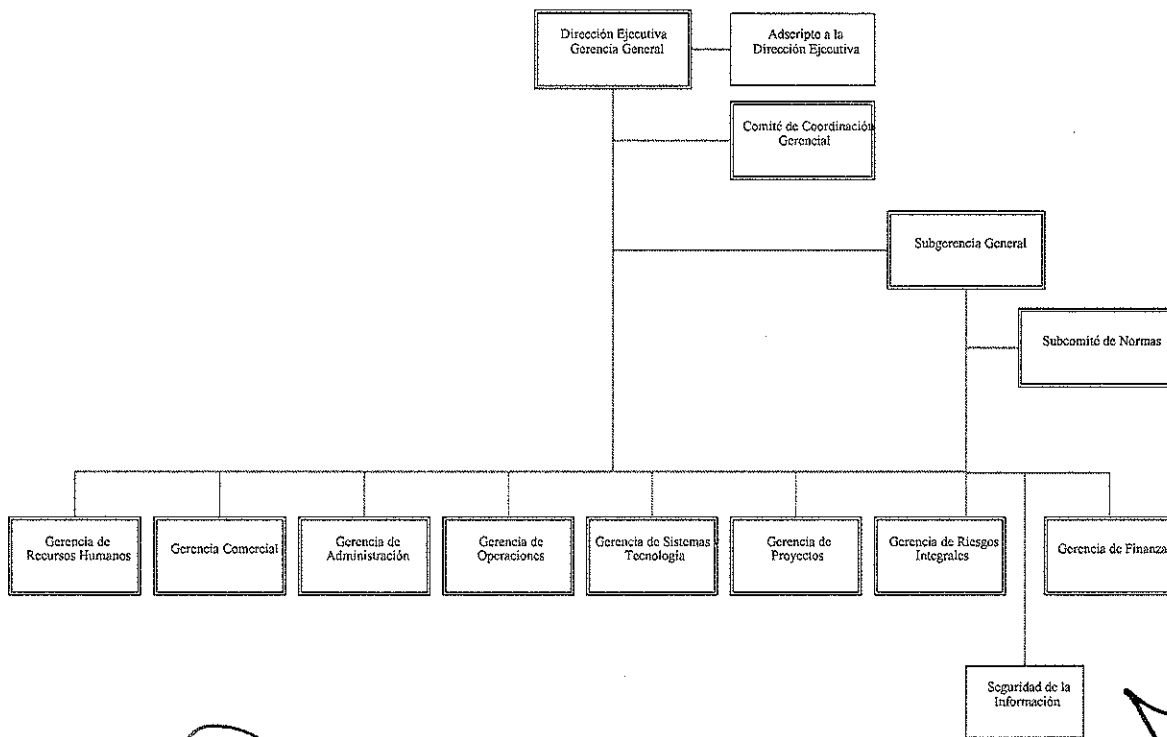 Dirección Ejecutiva
Gerencia General
Adscripto a la
Dirección Ejecutiva
Comité de Coordinación
Gerencial
Subgerencia General
Subcomité de Normas
Gerencia de
Recursos Humanos
Gerencia Comercial
Gerencia de
Administración
Gerencia de
Operaciones
Gerencia de Sistemas
Tecnología
Gerencia de
Proyectos
Gerencia de Riesgos
Integrales
Gerencia de Finanza
Seguridad de la
Información